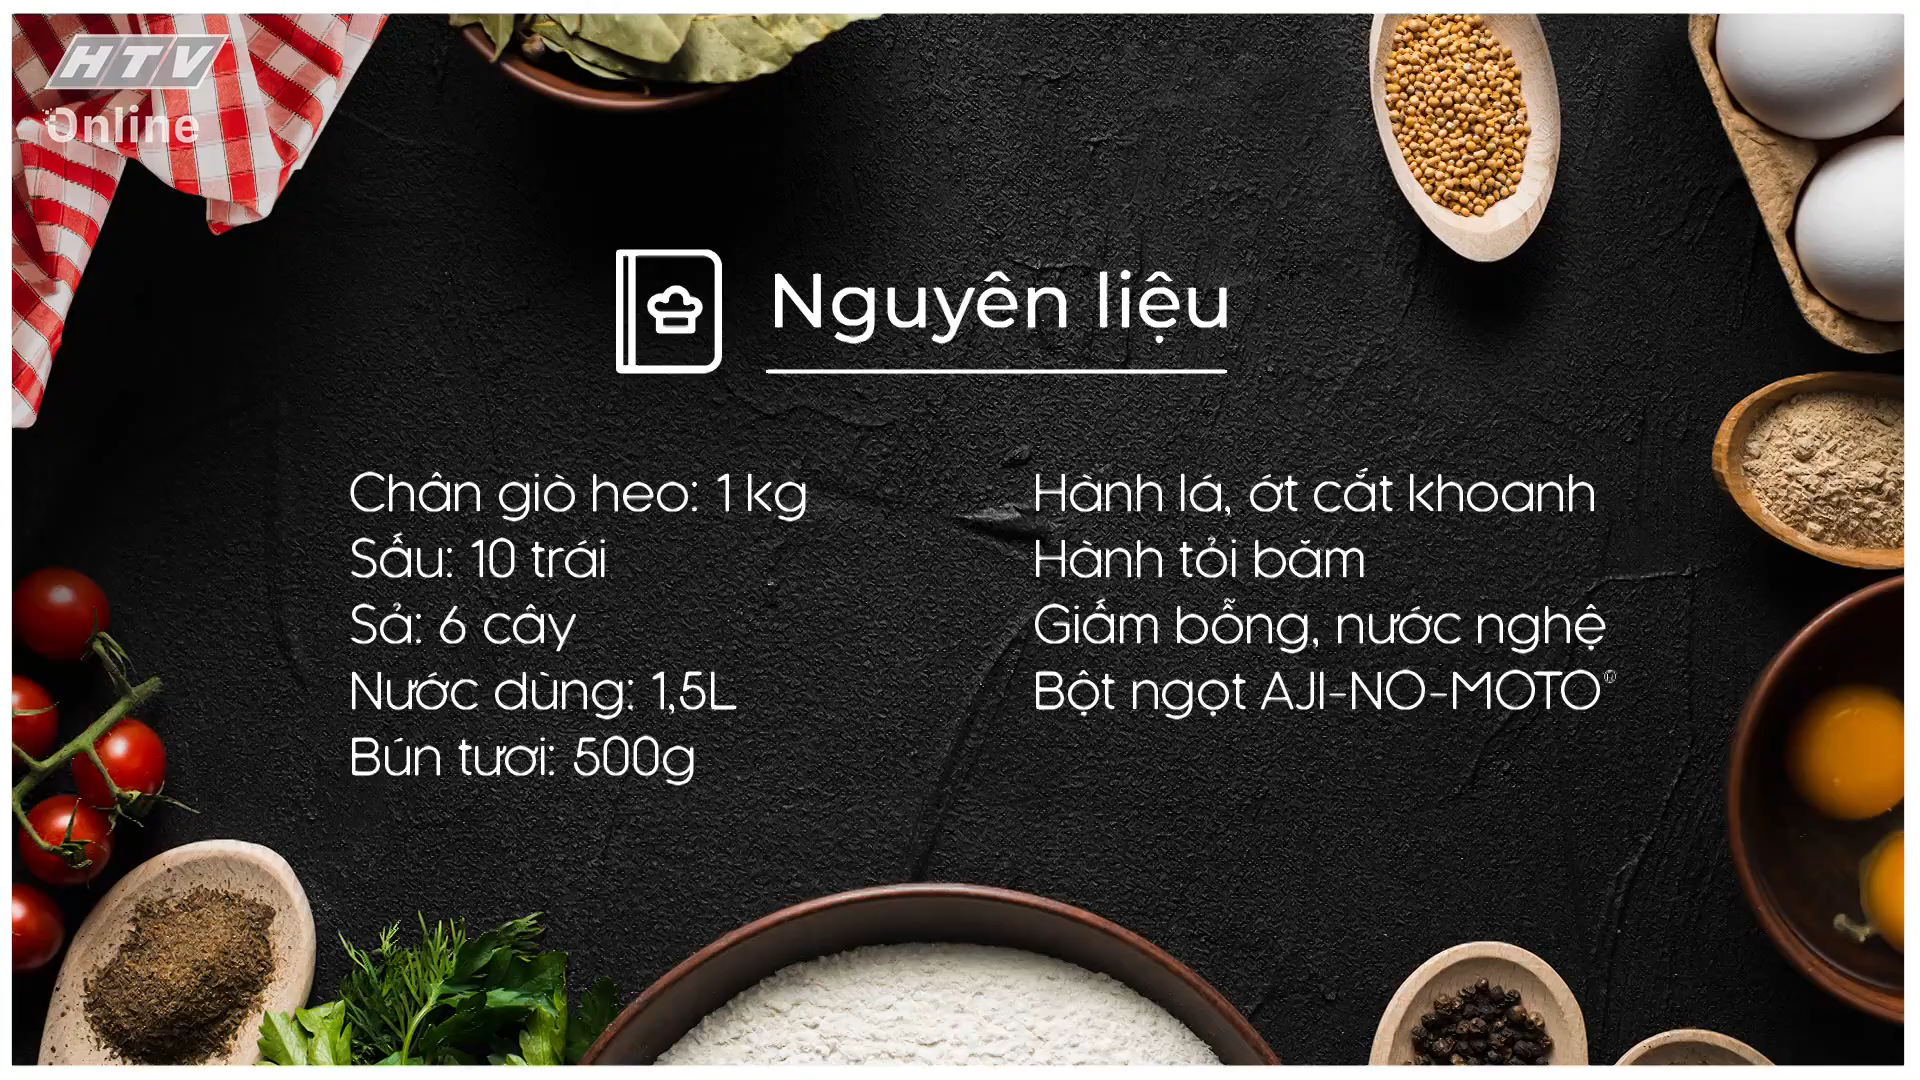 HTV
Online
Nguyên liệu
Chân giò heo: 1 kg
Sấu: 10 trái
Sả: 6 cây
Nước dùng: 1,5L
Bún tươi: 500g
Hành lá, ớt cắt khoanh
Hành tỏi băm
Giấm bỗng, nước nghệ
Bột ngọt AJI-NO-MOTO®